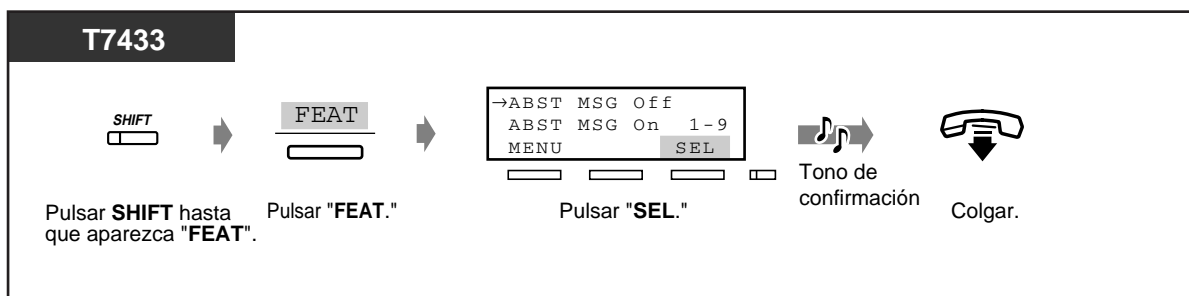 T7433
SHIFT
FEAT
→ABST MSG Off
ABST MSG On 1-9
MENU SEL
Pulsar SHIFT hasta
que aparezca "FEAT".
Pulsar "FEAT."
Pulsar "SEL."
Tono de
confirmación
Colgar.